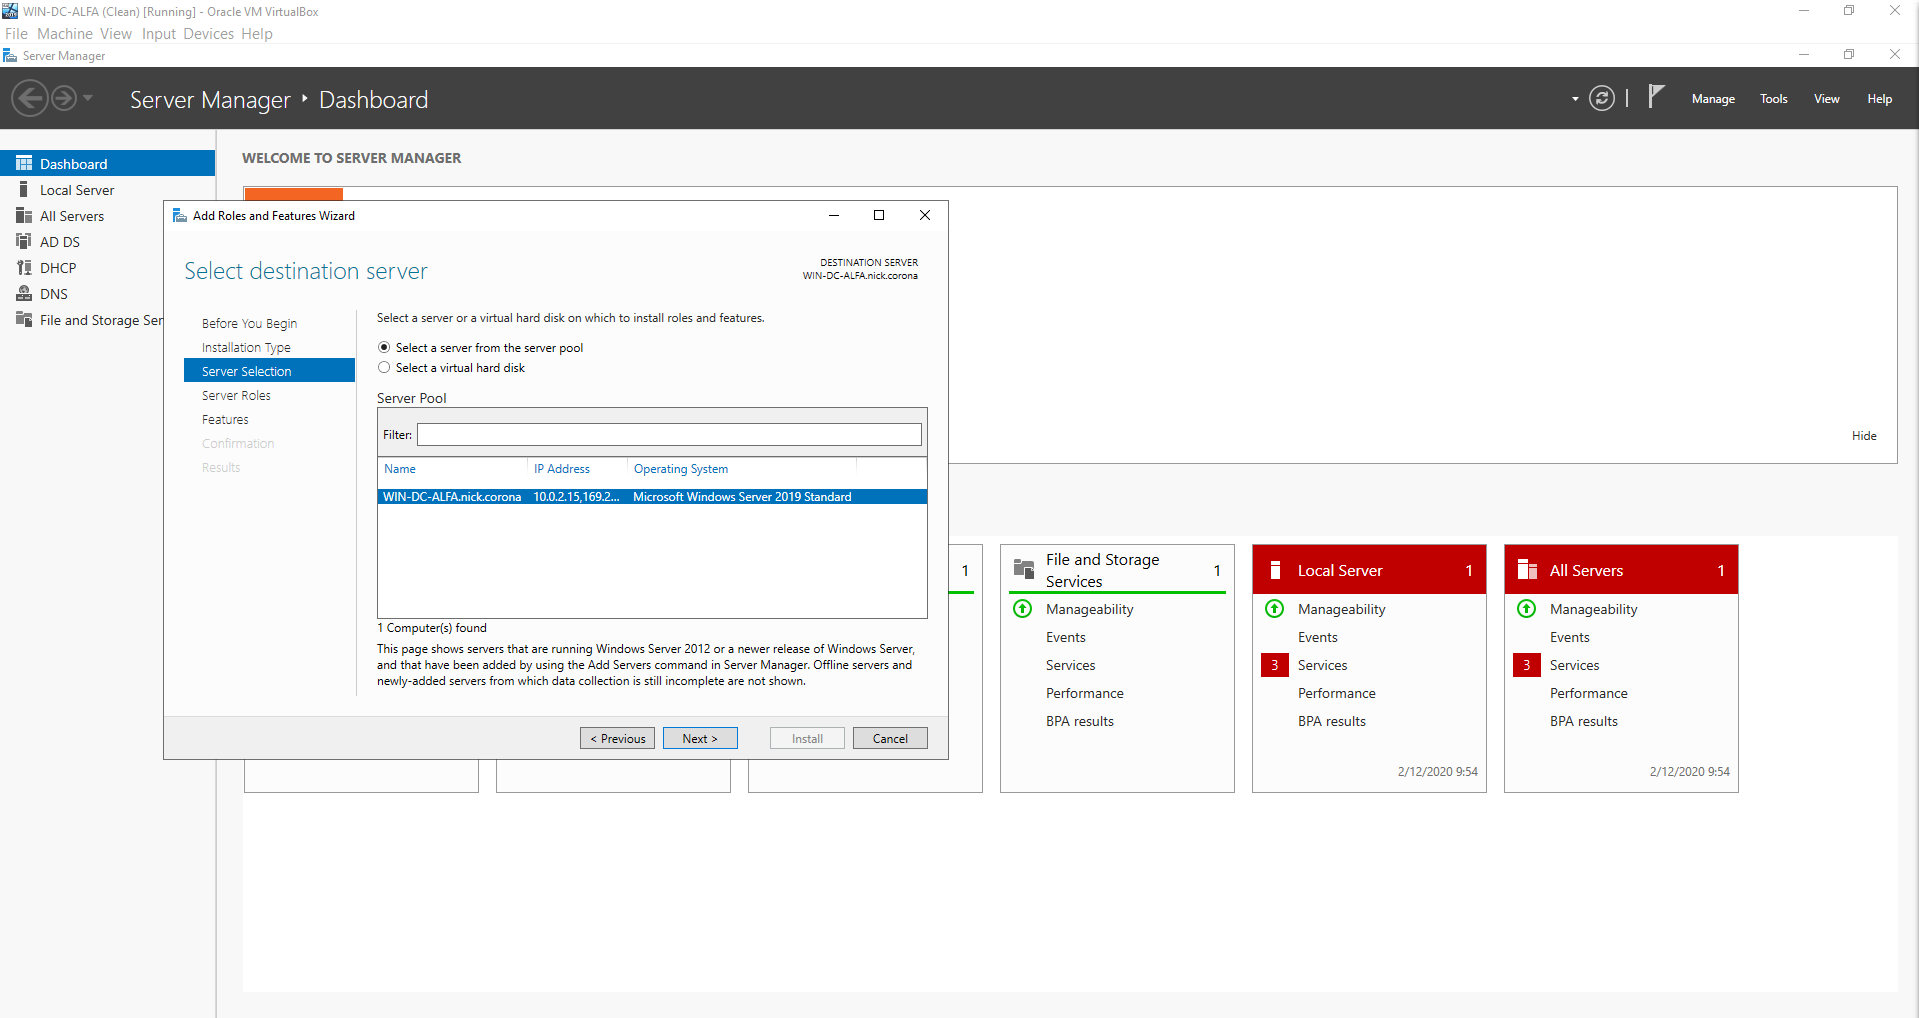 WIN-DC-ALFA (Clean) [Running] - Oracle VM VirtualBox
File Machine View Input Devices Help
Server Manager
Server Manager Dashboard
Manage Tools View Help
Dashboard
Local Server
All Servers
AD DS
DHCP
DNS
File and Storage Ser
WELCOME TO SERVER MANAGER
Add Roles and Features Wizard
Select destination server
DESTINATION SERVER
WIN-DC-ALFA.nick.corona
Before You Begin
Installation Type
Server Selection
Server Roles
Features
Confirmation
Results
Select a server or a virtual hard disk on which to install roles and features.
Select a server from the server pool
Select a virtual hard disk
Server Pool
Filter:
Name IP Address Operating System
WIN-DC-ALFA.nick.corona 10.0.2.15,169.2... Microsoft Windows Server 2019 Standard
1 Computer(s) found
This page shows servers that are running Windows Server 2012 or a newer release of Windows Server,
and that have been added by using the Add Servers command in Server Manager. Offline servers and
newly-added servers from which data collection is still incomplete are not shown.
< Previous Next > Install Cancel
Hide
1
File and Storage
Services 1
Manageability
Events
Services
Performance
BPA results
Local Server 1
Manageability
Events
3 Services
Performance
BPA results
2/12/2020 9:54
All Servers 1
Manageability
Events
3 Services
Performance
BPA results
2/12/2020 9:54